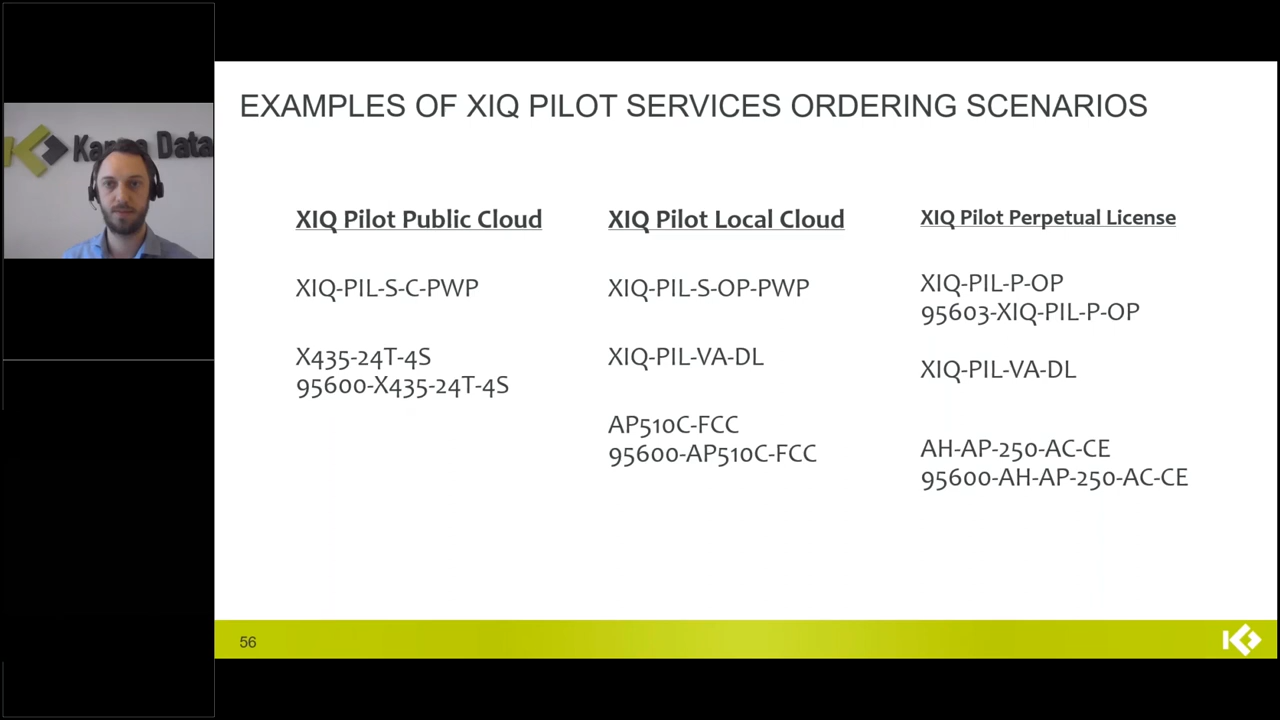 EXAMPLES OF XIQ PILOT SERVICES ORDERING SCENARIOS
XIQ Pilot Public Cloud
XIQ-PIL-S-C-PWP
X435-24T-4S
95600-X435-24T-4S
XIQ Pilot Local Cloud
XIQ-PIL-S-OP-PWP
XIQ-PIL-VA-DL
AP510C-FCC
95600-AP510C-FCC
XIQ Pilot Perpetual License
XIQ-PIL-P-OP
95603-XIQ-PIL-P-OP
XIQ-PIL-VA-DL
AH-AP-250-AC-CE
95600-AH-AP-250-AC-CE
56
Data